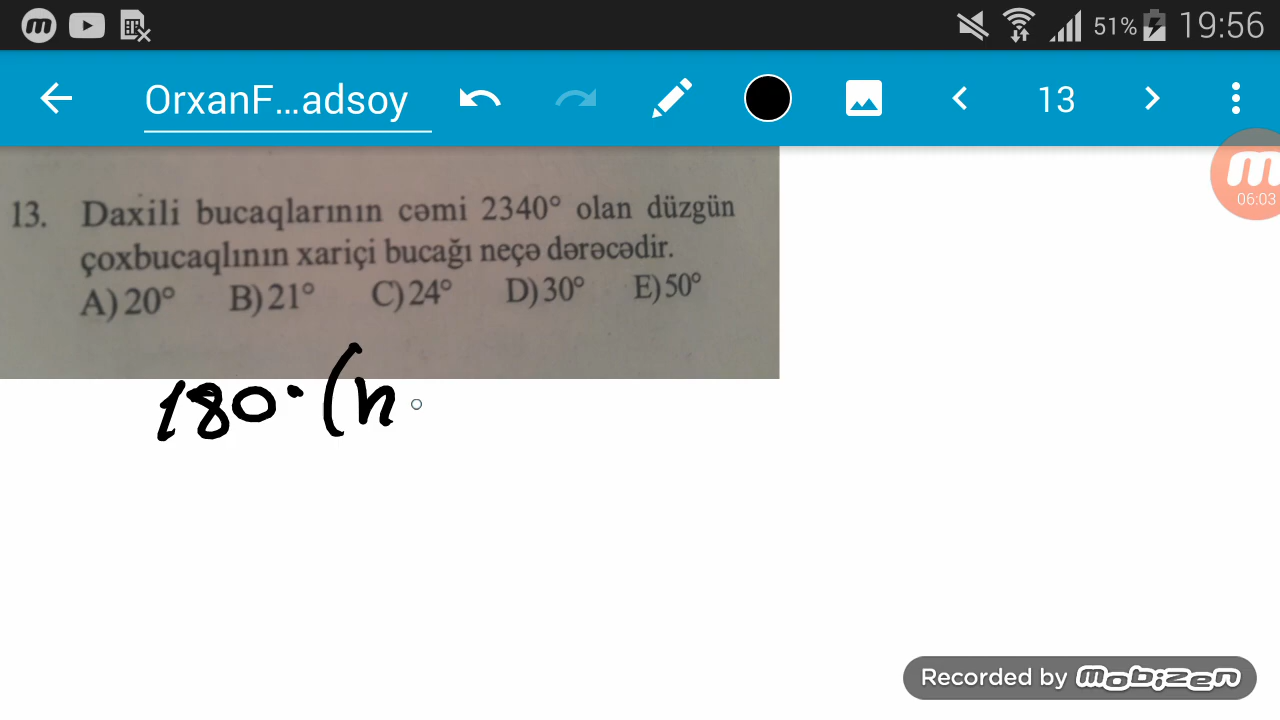 51% 19:56
OrxanF...adsoy 13
06:03
13. Daxili bucaqlarının cəmi 2340° olan düzgün
çoxbucaqlının xariçi bucağı neçə dərəcədir.
A) 20° B) 21° C) 24° D) 30° E) 50°
180·(n
Recorded by mobizen